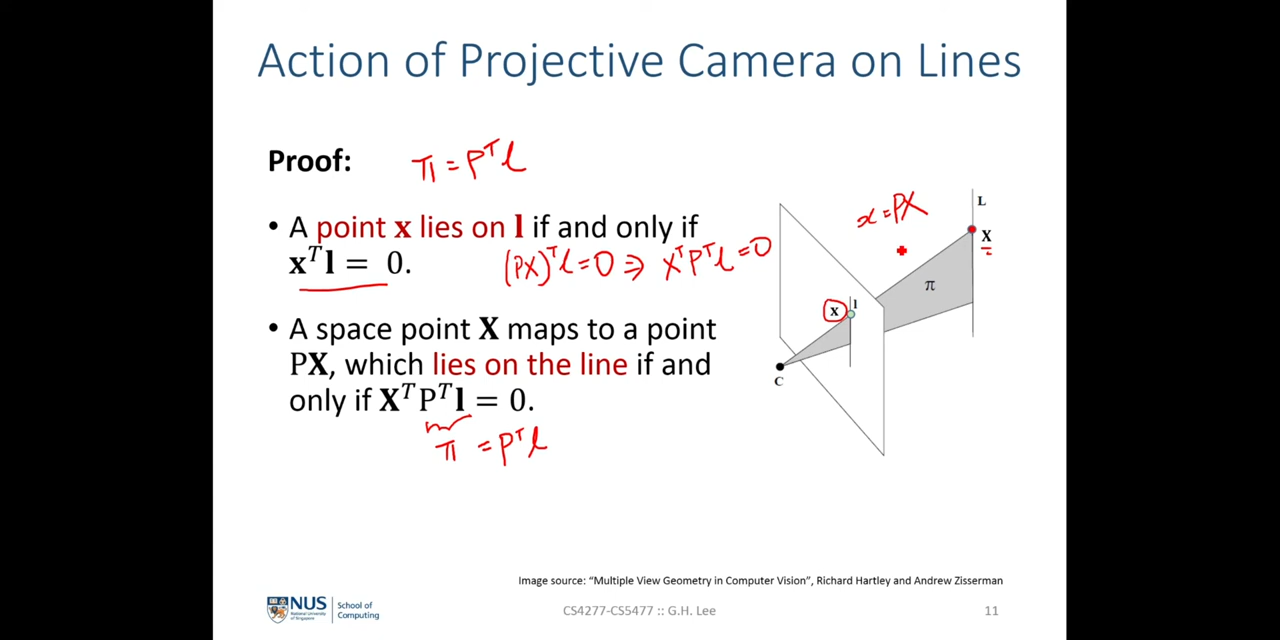 Action of Projective Camera on Lines
Proof:
π = Pᵀl
• A point x lies on l if and only if
xᵀl = 0.
(PX)ᵀl = 0 ⇒ XᵀPᵀl = 0
• A space point X maps to a point
PX, which lies on the line if and
only if XᵀPᵀl = 0.
π = Pᵀl
x = PX
L
X
π
x
l
C
Image source: “Multiple View Geometry in Computer Vision”, Richard Hartley and Andrew Zisserman
NUS
National University
of Singapore
School of
Computing
CS4277-CS5477 :: G.H. Lee
11